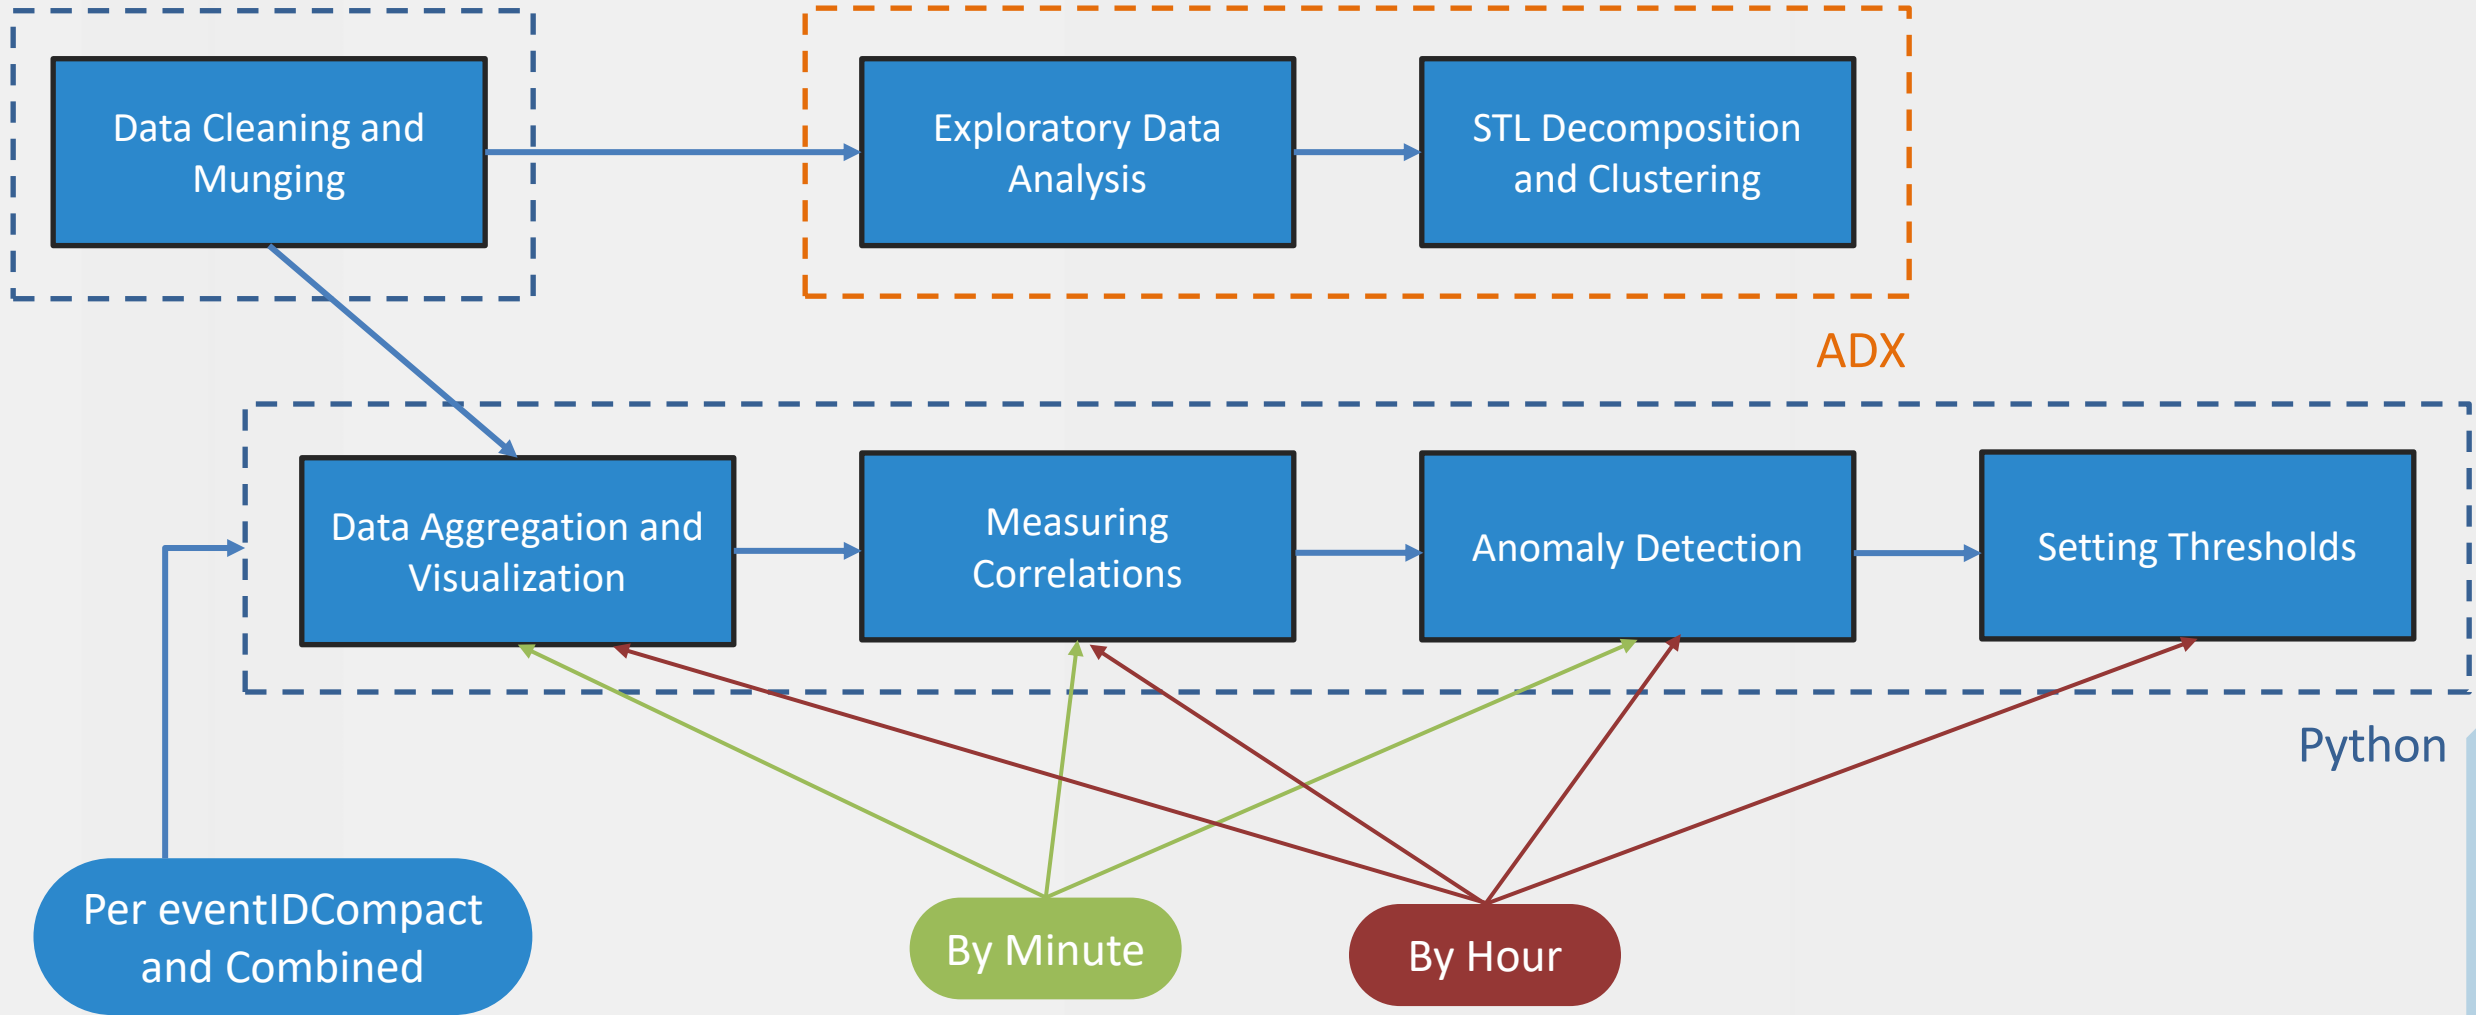 Data Cleaning and
Munging
Exploratory Data
Analysis
STL Decomposition
and Clustering
ADX
Data Aggregation and
Visualization
Measuring
Correlations
Anomaly Detection
Setting Thresholds
Python
Per eventIDCompact
and Combined
By Minute
By Hour